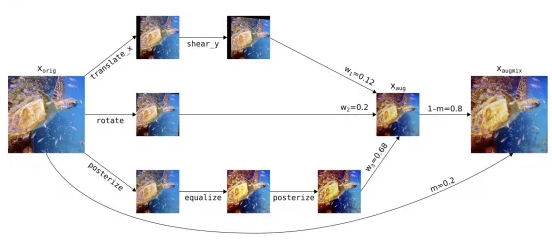 x_orig
translate_x
shear_y
w₁=0.12
rotate
w₂=0.2
x_aug
1-m=0.8
x_augmix
posterize
equalize
posterize
w₃=0.68
m=0.2